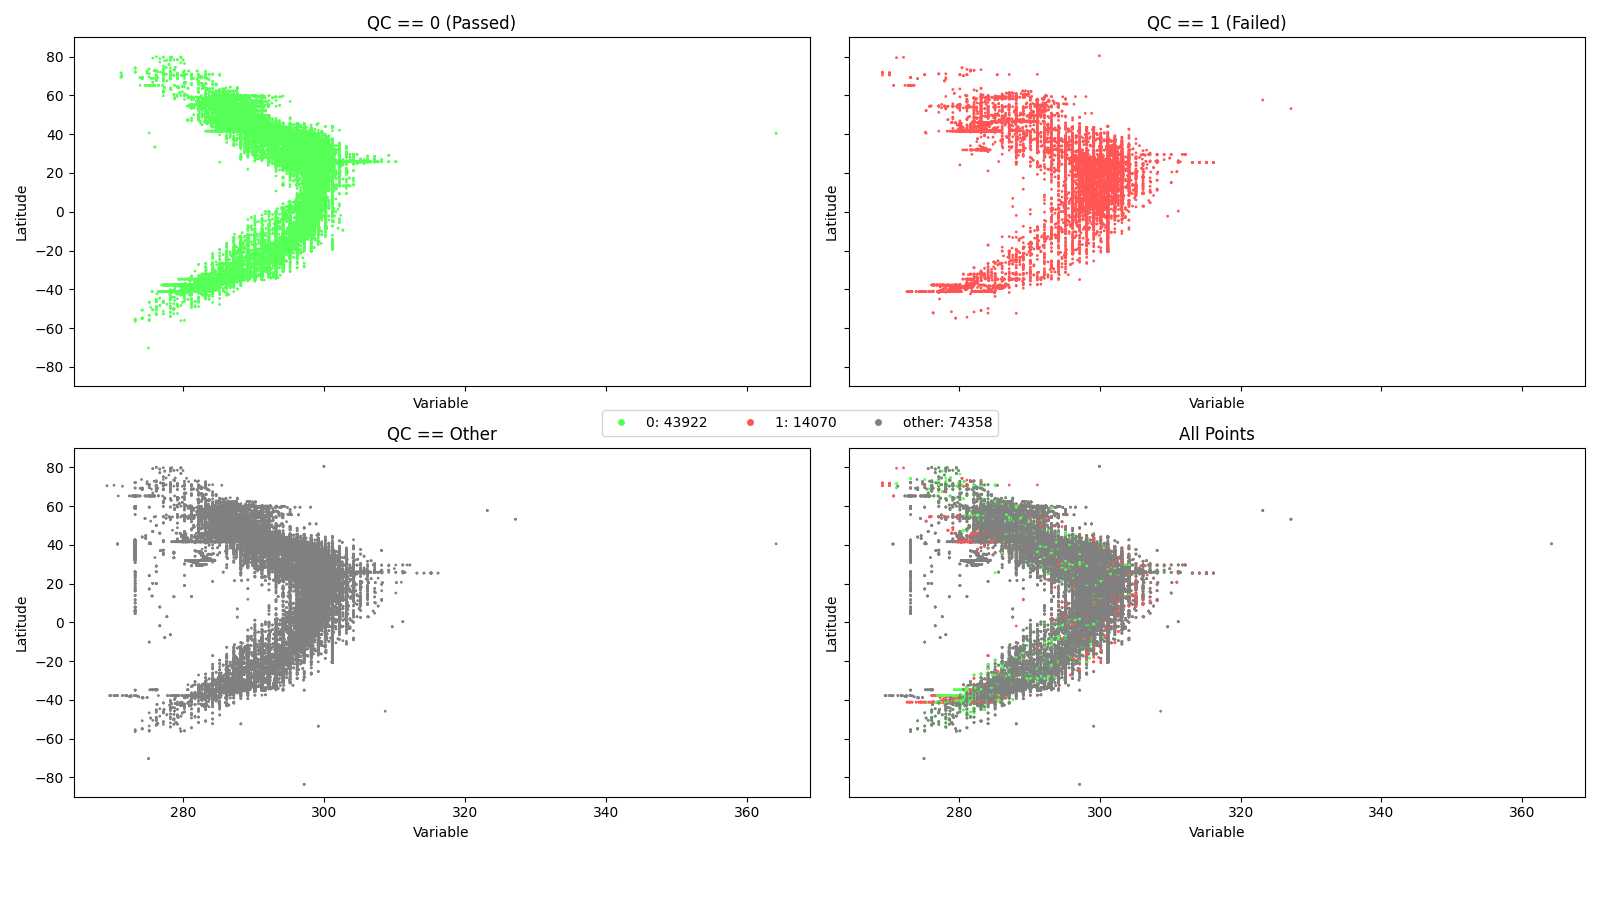 QC == 0 (Passed)
QC == 1 (Failed)
80
60
40
20
0
−20
−40
−60
−80
Latitude
Latitude
Variable
Variable
0: 43922
1: 14070
other: 74358
QC == Other
All Points
80
60
40
20
0
−20
−40
−60
−80
Latitude
Latitude
280
300
320
340
360
280
300
320
340
360
Variable
Variable